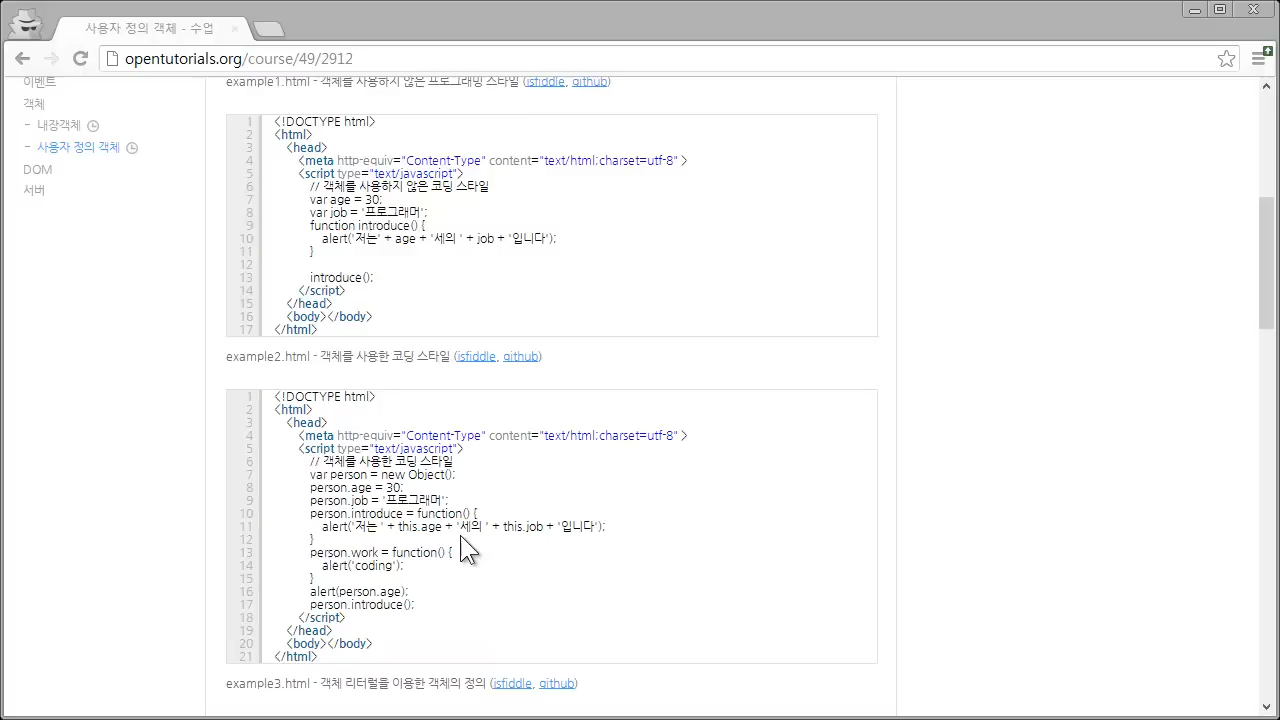 사용자 정의 객체 - 수업
opentutorials.org/course/49/2912
이벤트
객체
- 내장객체
- 사용자 정의 객체
DOM
서버
example1.html - 객체를 사용하지 않은 프로그래밍 스타일 (jsfiddle, github)
1 <!DOCTYPE html>
2 <html>
3 <head>
4 <meta http-equiv="Content-Type" content="text/html;charset=utf-8" >
5 <script type="text/javascript">
6 // 객체를 사용하지 않은 코딩 스타일
7 var age = 30;
8 var job = '프로그래머';
9 function introduce() {
10 alert('저는' + age + '세의 ' + job + '입니다');
11 }
12
13 introduce();
14 </script>
15 </head>
16 <body></body>
17 </html>
example2.html - 객체를 사용한 코딩 스타일 (jsfiddle, github)
1 <!DOCTYPE html>
2 <html>
3 <head>
4 <meta http-equiv="Content-Type" content="text/html;charset=utf-8" >
5 <script type="text/javascript">
6 // 객체를 사용한 코딩 스타일
7 var person = new Object();
8 person.age = 30;
9 person.job = '프로그래머';
10 person.introduce = function() {
11 alert('저는 ' + this.age + '세의 ' + this.job + '입니다');
12 }
13 person.work = function() {
14 alert('coding');
15 }
16 alert(person.age);
17 person.introduce();
18 </script>
19 </head>
20 <body></body>
21 </html>
example3.html - 객체 리터럴을 이용한 객체의 정의 (jsfiddle, github)